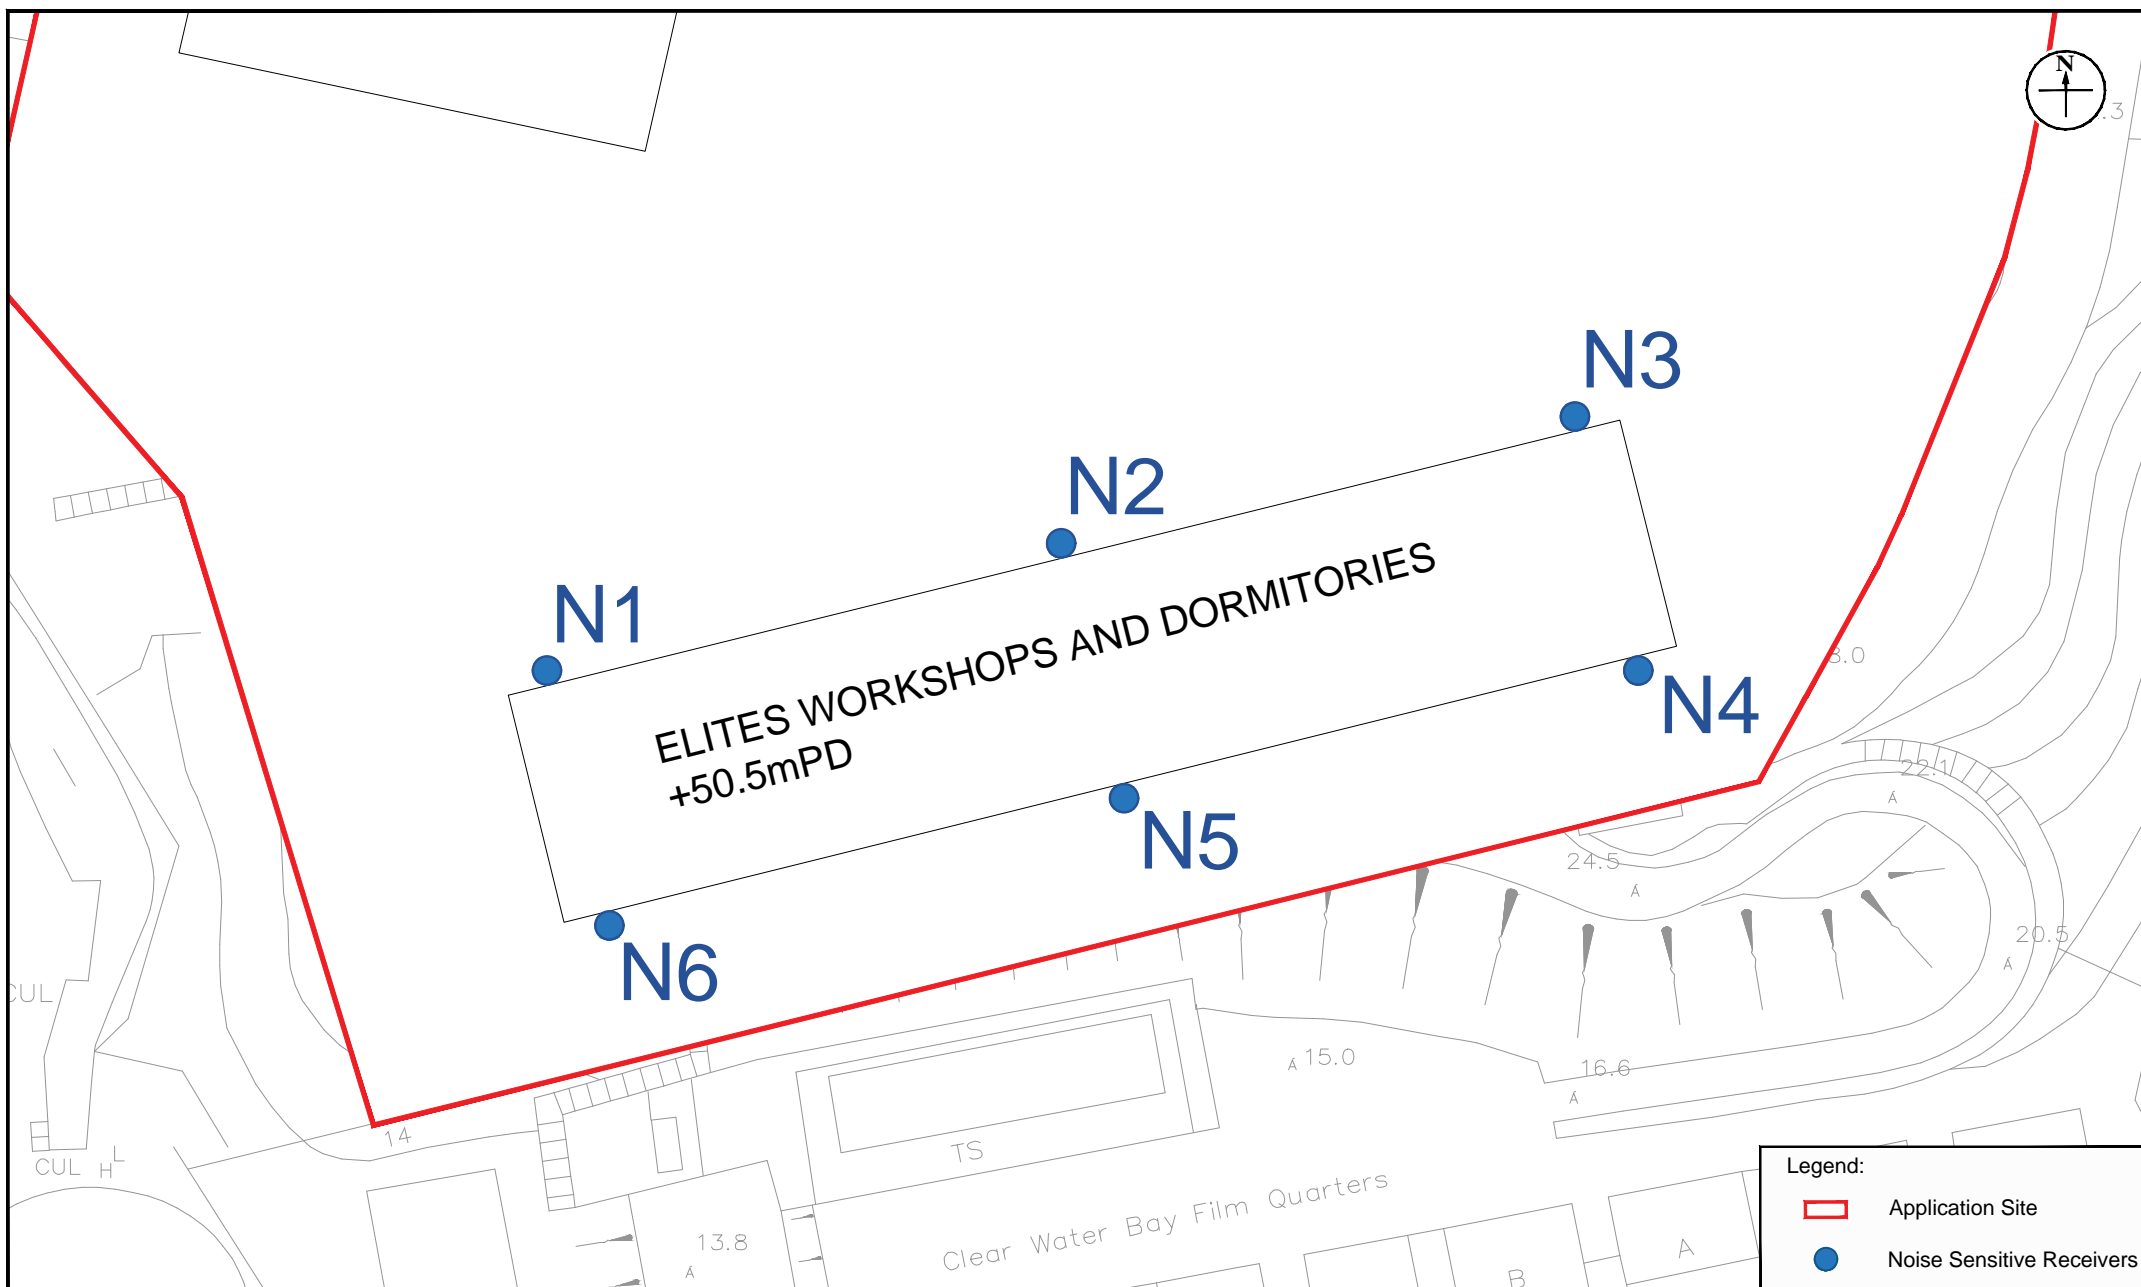 N
.3
N3
N2
N1
ELITES WORKSHOPS AND DORMITORIES
+50.5mPD
N4
N5
N6
22.1
24.5
20.5
15.0
16.6
14
CUL
CUL
H
L
TS
13.8
Clear Water Bay Film Quarters
A
B
Legend:
Application Site
Noise Sensitive Receivers